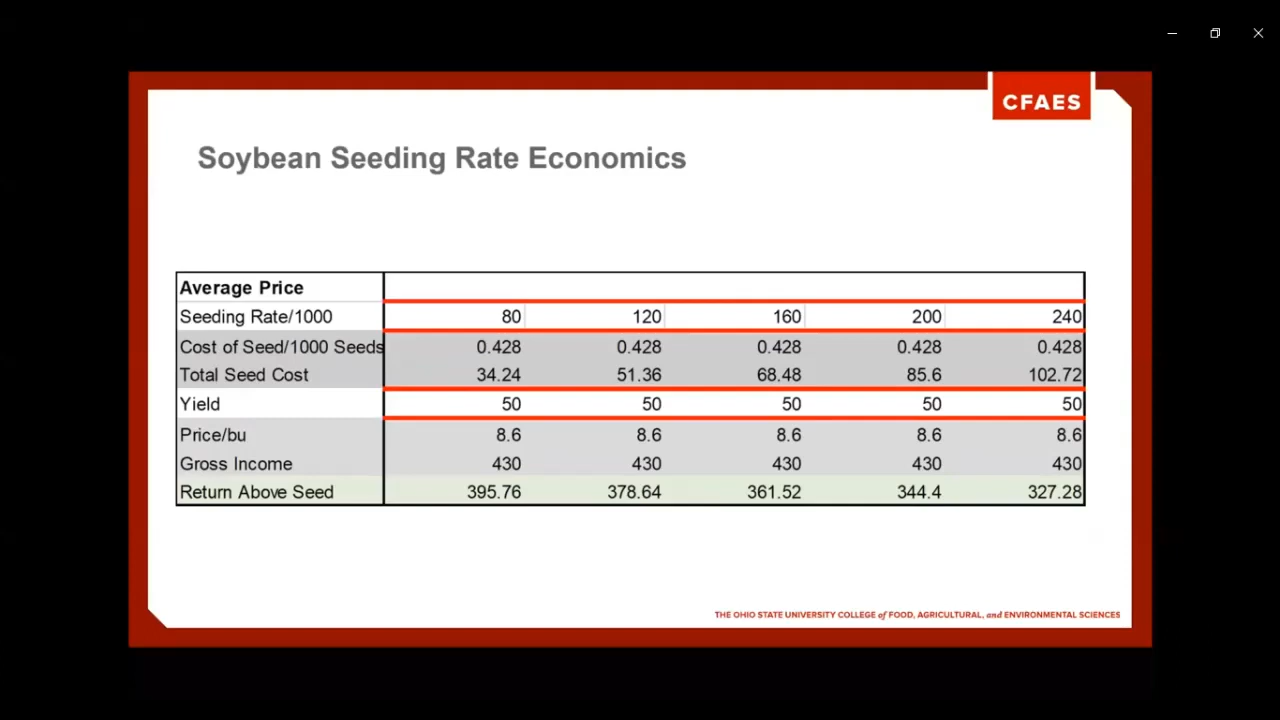 CFAES
Soybean Seeding Rate Economics
Average Price
Seeding Rate/1000 80 120 160 200 240
Cost of Seed/1000 Seeds 0.428 0.428 0.428 0.428 0.428
Total Seed Cost 34.24 51.36 68.48 85.6 102.72
Yield 50 50 50 50 50
Price/bu 8.6 8.6 8.6 8.6 8.6
Gross Income 430 430 430 430 430
Return Above Seed 395.76 378.64 361.52 344.4 327.28
THE OHIO STATE UNIVERSITY COLLEGE of FOOD, AGRICULTURAL, and ENVIRONMENTAL SCIENCES